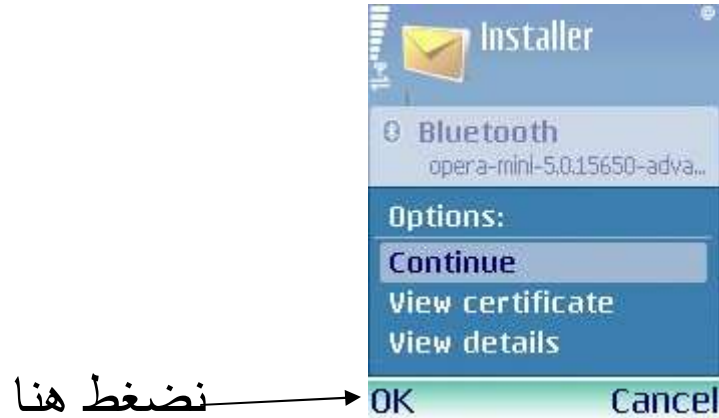 Installer
Bluetooth
opera-mini-5.0.15650-adva...
Options:
Continue
View certificate
View details
نضغط هنا
OK Cancel